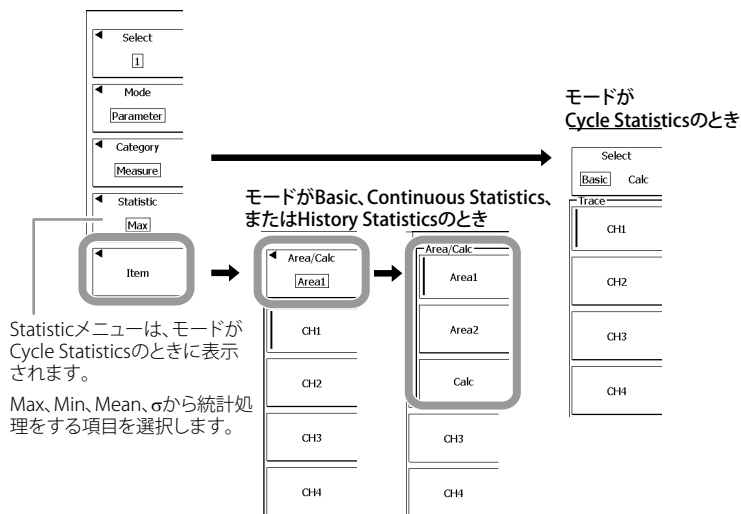 Select
1
Mode
Parameter
Category
Measure
Statistic
Max
Item
Statisticメニューは、モードが
Cycle Statisticsのときに表示
されます。
Max、Min、Mean、σから統計処
理をする項目を選択します。
モードがBasic、Continuous Statistics、
またはHistory Statisticsのとき
Area/Calc
Area1
CH1
CH2
CH3
CH4
Area/Calc
Area1
Area2
Calc
CH3
CH4
モードが
Cycle Statisticsのとき
Select
Basic Calc
Trace
CH1
CH2
CH3
CH4